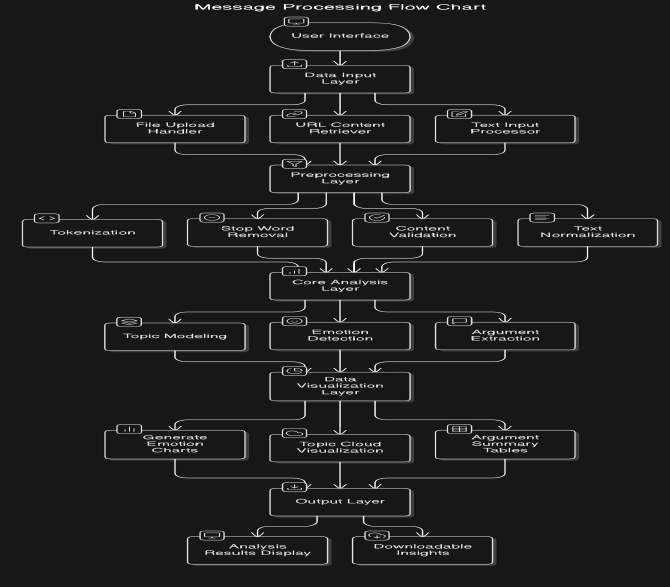 Message Processing Flow Chart
User Interface
Data Input
Layer
File Upload
Handler
URL Content
Retriever
Text Input
Processor
Preprocessing
Layer
Tokenization
Stop Word
Removal
Content
Validation
Text
Normalization
Core Analysis
Layer
Topic Modeling
Emotion
Detection
Argument
Extraction
Data
Visualization
Layer
Generate
Emotion
Charts
Topic Cloud
Visualization
Argument
Summary
Tables
Output Layer
Analysis
Results Display
Downloadable
Insights